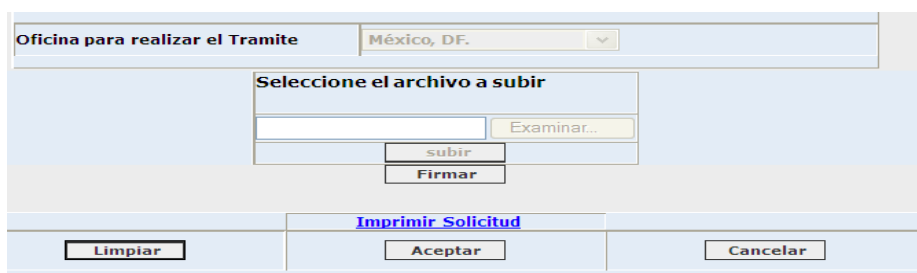 Oficina para realizar el Tramite México, DF.
Seleccione el archivo a subir
Examinar...
subir
Firmar
Imprimir Solicitud
Limpiar Aceptar Cancelar